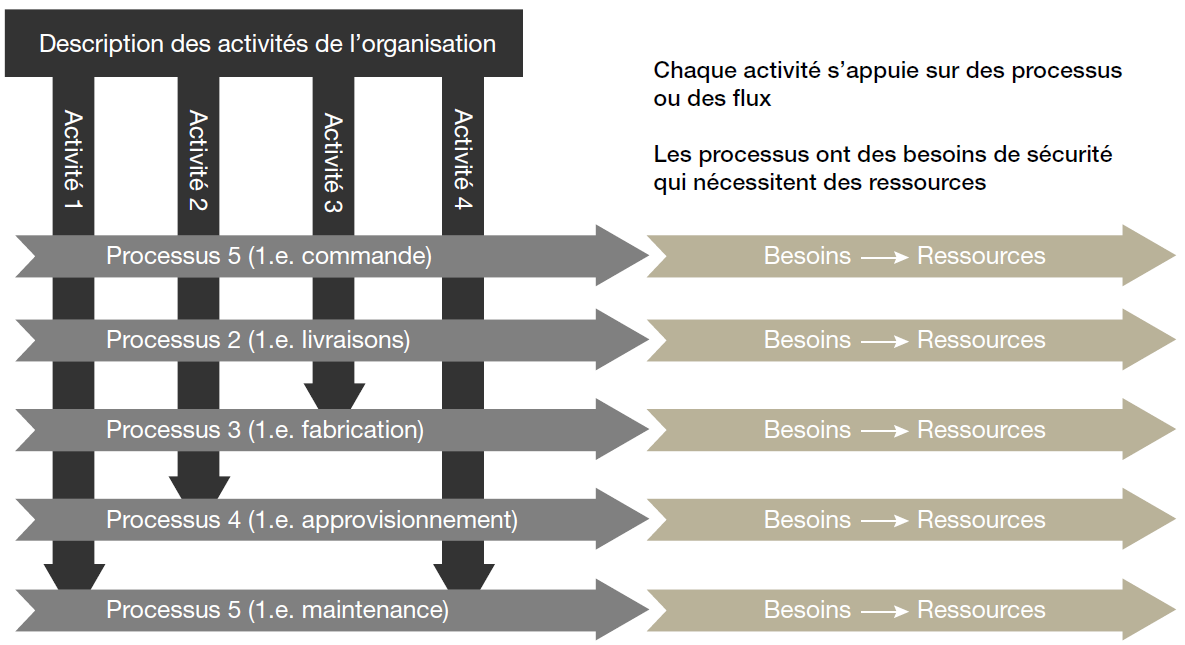 Description des activités de l’organisation
Activité 1
Activité 2
Activité 3
Activité 4
Chaque activité s’appuie sur des processus
ou des flux
Les processus ont des besoins de sécurité
qui nécessitent des ressources
Processus 5 (1.e. commande)
Besoins → Ressources
Processus 2 (1.e. livraisons)
Besoins → Ressources
Processus 3 (1.e. fabrication)
Besoins → Ressources
Processus 4 (1.e. approvisionnement)
Besoins → Ressources
Processus 5 (1.e. maintenance)
Besoins → Ressources